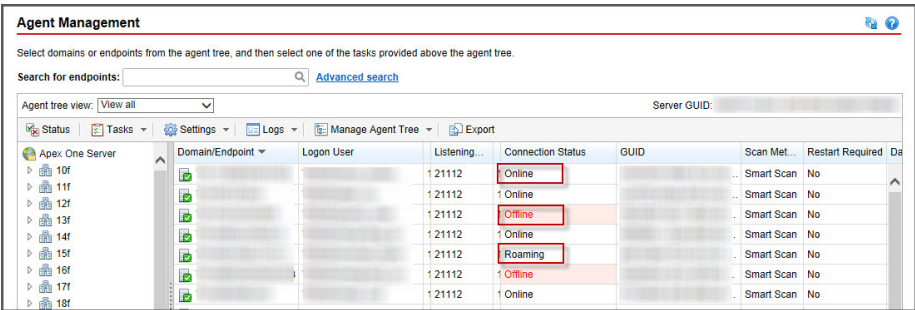 Agent Management
Select domains or endpoints from the agent tree, and then select one of the tasks provided above the agent tree.
Search for endpoints: Advanced search
Agent tree view: View all Server GUID:
Status Tasks Settings Logs Manage Agent Tree Export
Apex One Server Domain/Endpoint Logon User Listening... Connection Status GUID Scan Met... Restart Required Da
10f 21112 Online Smart Scan No
11f 21112 Online Smart Scan No
12f
13f 21112 Offline Smart Scan No
14f 21112 Online Smart Scan No
15f 21112 Roaming Smart Scan No
16f 21112 Offline Smart Scan No
17f 21112 Online Smart Scan No
18f